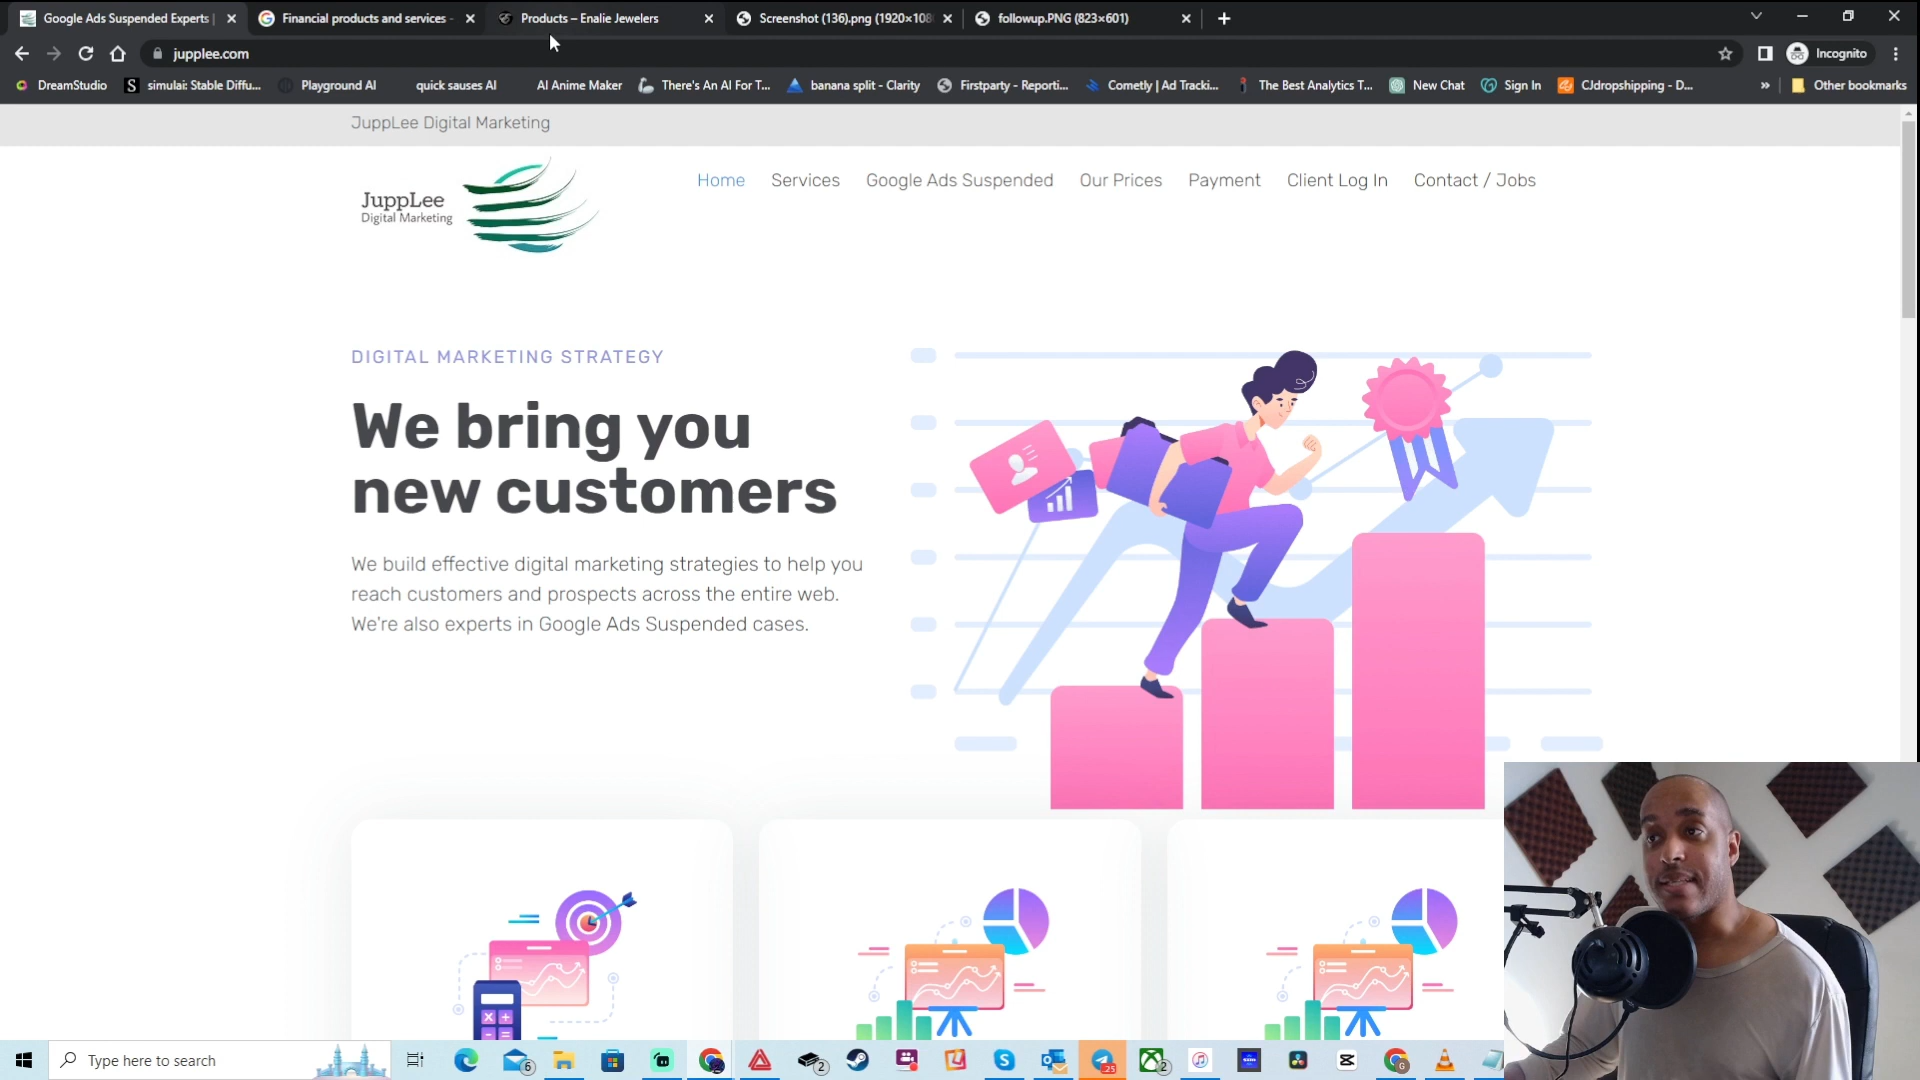 Google Ads Suspended Experts |
Financial products and services -
Products – Enalie Jewelers
Screenshot (136).png (1920×108
followup.PNG (823×601)
jupplee.com
Incognito
DreamStudio
simulai: Stable Diffu...
Playground AI
quick sauses AI
AI Anime Maker
There's An AI For T...
banana split - Clarity
Firstparty - Reporti...
Cometly | Ad Tracki...
The Best Analytics T...
New Chat
Sign In
CJdropshipping - D...
»
Other bookmarks
JuppLee Digital Marketing
JuppLee
Digital Marketing
Home
Services
Google Ads Suspended
Our Prices
Payment
Client Log In
Contact / Jobs
DIGITAL MARKETING STRATEGY
We bring you
new customers
We build effective digital marketing strategies to help you
reach customers and prospects across the entire web.
We're also experts in Google Ads Suspended cases.
Type here to search
6
2
25
2